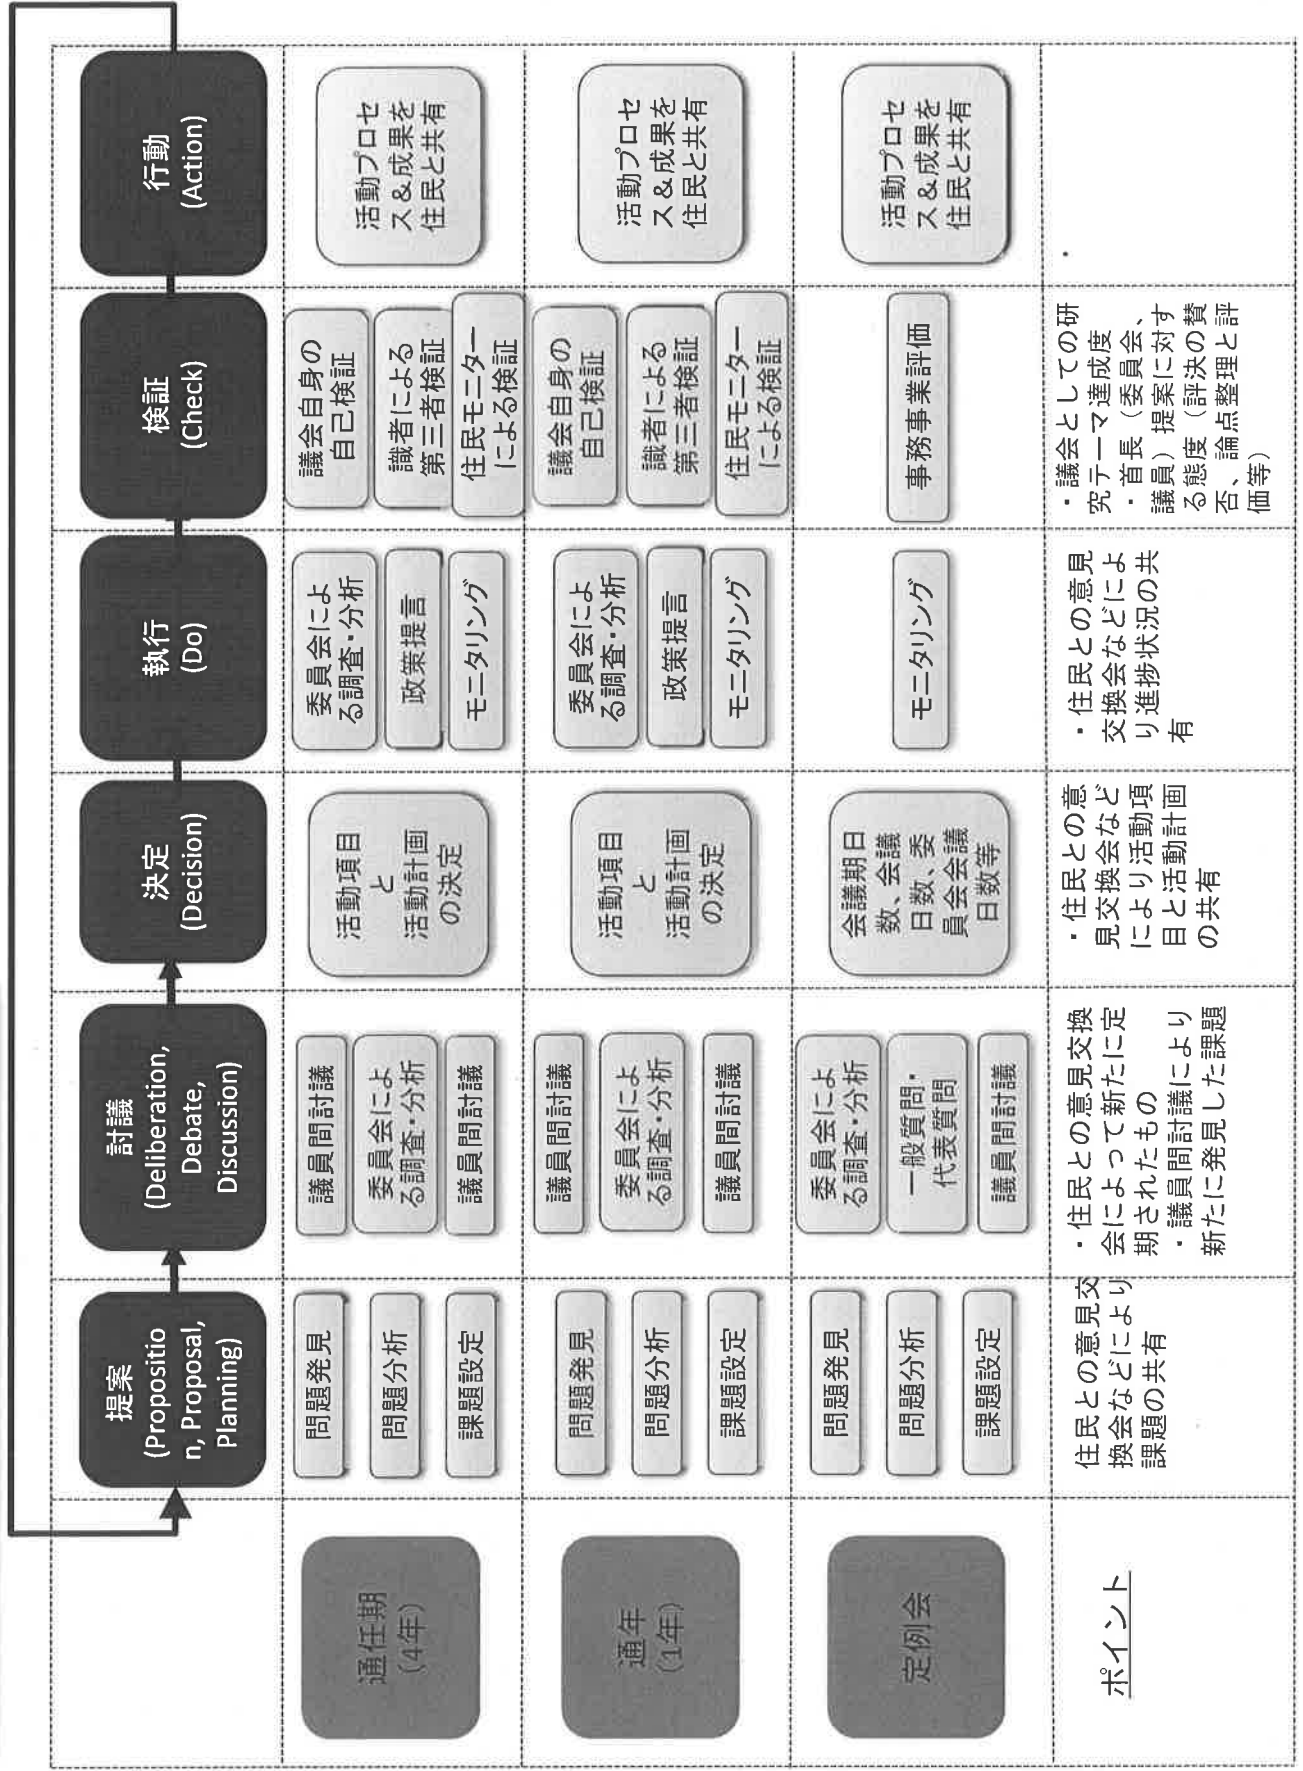 提案
(Propositio
n, Proposal,
Planning)
討議
(Deliberation,
Debate,
Discussion)
決定
(Decision)
執行
(Do)
検証
(Check)
行動
(Action)
通任期
(4年)
問題発見
問題分析
課題設定
議員間討議
委員会によ
る調査・分析
議員間討議
活動項目
と
活動計画
の決定
委員会によ
る調査・分析
政策提言
モニタリング
議会自身の
自己検証
識者による
第三者検証
住民モニター
による検証
活動プロセ
ス&成果を
住民と共有
通年
(1年)
問題発見
問題分析
課題設定
議員間討議
委員会によ
る調査・分析
議員間討議
活動項目
と
活動計画
の決定
委員会によ
る調査・分析
政策提言
モニタリング
議会自身の
自己検証
識者による
第三者検証
住民モニター
による検証
活動プロセ
ス&成果を
住民と共有
定例会
問題発見
問題分析
課題設定
委員会によ
る調査・分析
一般質問・
代表質問
議員間討議
会議期日
数、会議
日数、委
員会会議
日数等
モニタリング
事務事業評価
活動プロセ
ス&成果を
住民と共有
ポイント
住民との意見交
換会などにより
課題の共有
・住民との意見交換
会によって新たに定
期されたもの
・議員間討議により
新たに発見した課題
・住民との意
見交換会など
により活動項
目と活動計画
の共有
・住民との意見
交換会などによ
り進捗状況の共
有
・議会としての研
究テーマ達成度
・首長（委員会、
議員）提案に対す
る態度（評決の賛
否、論点整理と評
価等）
・